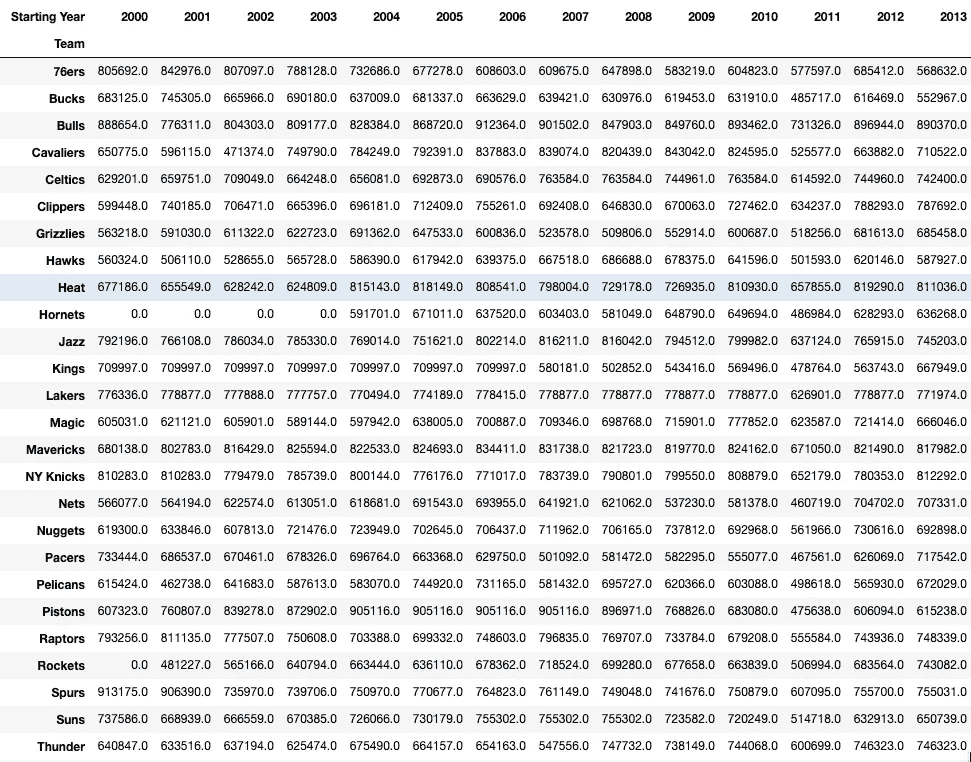 Starting Year 2000 2001 2002 2003 2004 2005 2006 2007 2008 2009 2010 2011 2012 2013
Team
76ers 805692.0 842976.0 807097.0 788128.0 732686.0 677278.0 608603.0 609675.0 647898.0 583219.0 604823.0 577597.0 685412.0 568632.0
Bucks 683125.0 745305.0 665966.0 690180.0 637009.0 681337.0 663629.0 639421.0 630976.0 619453.0 631910.0 485717.0 616469.0 552967.0
Bulls 888654.0 776311.0 804303.0 809177.0 828384.0 868720.0 912364.0 901502.0 847903.0 849760.0 893462.0 731326.0 896944.0 890370.0
Cavaliers 650775.0 596115.0 471374.0 749790.0 784249.0 792391.0 837883.0 839074.0 820439.0 843042.0 824595.0 525577.0 663882.0 710522.0
Celtics 629201.0 659751.0 709049.0 664248.0 656081.0 692873.0 690576.0 763584.0 763584.0 744961.0 763584.0 614592.0 744960.0 742400.0
Clippers 599448.0 740185.0 706471.0 665396.0 696181.0 712409.0 755261.0 692408.0 646830.0 670063.0 727462.0 634237.0 788293.0 787692.0
Grizzlies 563218.0 591030.0 611322.0 622723.0 691362.0 647533.0 600836.0 523578.0 509806.0 552914.0 600687.0 518256.0 681613.0 685458.0
Hawks 560324.0 506110.0 528655.0 565728.0 586390.0 617942.0 639375.0 667518.0 686688.0 678375.0 641596.0 501593.0 620146.0 587927.0
Heat 677186.0 655549.0 628242.0 624809.0 815143.0 818149.0 808541.0 798004.0 729178.0 726935.0 810930.0 657855.0 819290.0 811036.0
Hornets 0.0 0.0 0.0 0.0 591701.0 671011.0 637520.0 603403.0 581049.0 648790.0 649694.0 486984.0 628293.0 636268.0
Jazz 792196.0 766108.0 786034.0 785330.0 769014.0 751621.0 802214.0 816211.0 816042.0 794512.0 799982.0 637124.0 765915.0 745203.0
Kings 709997.0 709997.0 709997.0 709997.0 709997.0 709997.0 709997.0 580181.0 502852.0 543416.0 569496.0 478764.0 563743.0 667949.0
Lakers 776336.0 778877.0 777888.0 777757.0 770494.0 774189.0 778415.0 778877.0 778877.0 778877.0 778877.0 626901.0 778877.0 771974.0
Magic 605031.0 621121.0 605901.0 589144.0 597942.0 638005.0 700887.0 709346.0 698768.0 715901.0 777852.0 623587.0 721414.0 666046.0
Mavericks 680138.0 802783.0 816429.0 825594.0 822533.0 824693.0 834411.0 831738.0 821723.0 819770.0 824162.0 671050.0 821490.0 817982.0
NY Knicks 810283.0 810283.0 779479.0 785739.0 800144.0 776176.0 771017.0 783739.0 790801.0 799550.0 808879.0 652179.0 780353.0 812292.0
Nets 566077.0 564194.0 622574.0 613051.0 618681.0 691543.0 693955.0 641921.0 621062.0 537230.0 581378.0 460719.0 704702.0 707331.0
Nuggets 619300.0 633846.0 607813.0 721476.0 723949.0 702645.0 706437.0 711962.0 706165.0 737812.0 692968.0 561966.0 730616.0 692898.0
Pacers 733444.0 686537.0 670461.0 678326.0 696764.0 663368.0 629750.0 501092.0 581472.0 582295.0 555077.0 467561.0 626069.0 717542.0
Pelicans 615424.0 462738.0 641683.0 587613.0 583070.0 744920.0 731165.0 581432.0 695727.0 620366.0 603088.0 498618.0 565930.0 672029.0
Pistons 607323.0 760807.0 839278.0 872902.0 905116.0 905116.0 905116.0 905116.0 896971.0 768826.0 683080.0 475638.0 606094.0 615238.0
Raptors 793256.0 811135.0 777507.0 750608.0 703388.0 699332.0 748603.0 796835.0 769707.0 733784.0 679208.0 555584.0 743936.0 748339.0
Rockets 0.0 481227.0 565166.0 640794.0 663444.0 636110.0 678362.0 718524.0 699280.0 677658.0 663839.0 506994.0 683564.0 743082.0
Spurs 913175.0 906390.0 735970.0 739706.0 750970.0 770677.0 764823.0 761149.0 749048.0 741676.0 750879.0 607095.0 755700.0 755031.0
Suns 737586.0 668939.0 666559.0 670385.0 726066.0 730179.0 755302.0 755302.0 755302.0 723582.0 720249.0 514718.0 632913.0 650739.0
Thunder 640847.0 633516.0 637194.0 625474.0 675490.0 664157.0 654163.0 547556.0 747732.0 738149.0 744068.0 600699.0 746323.0 746323.0